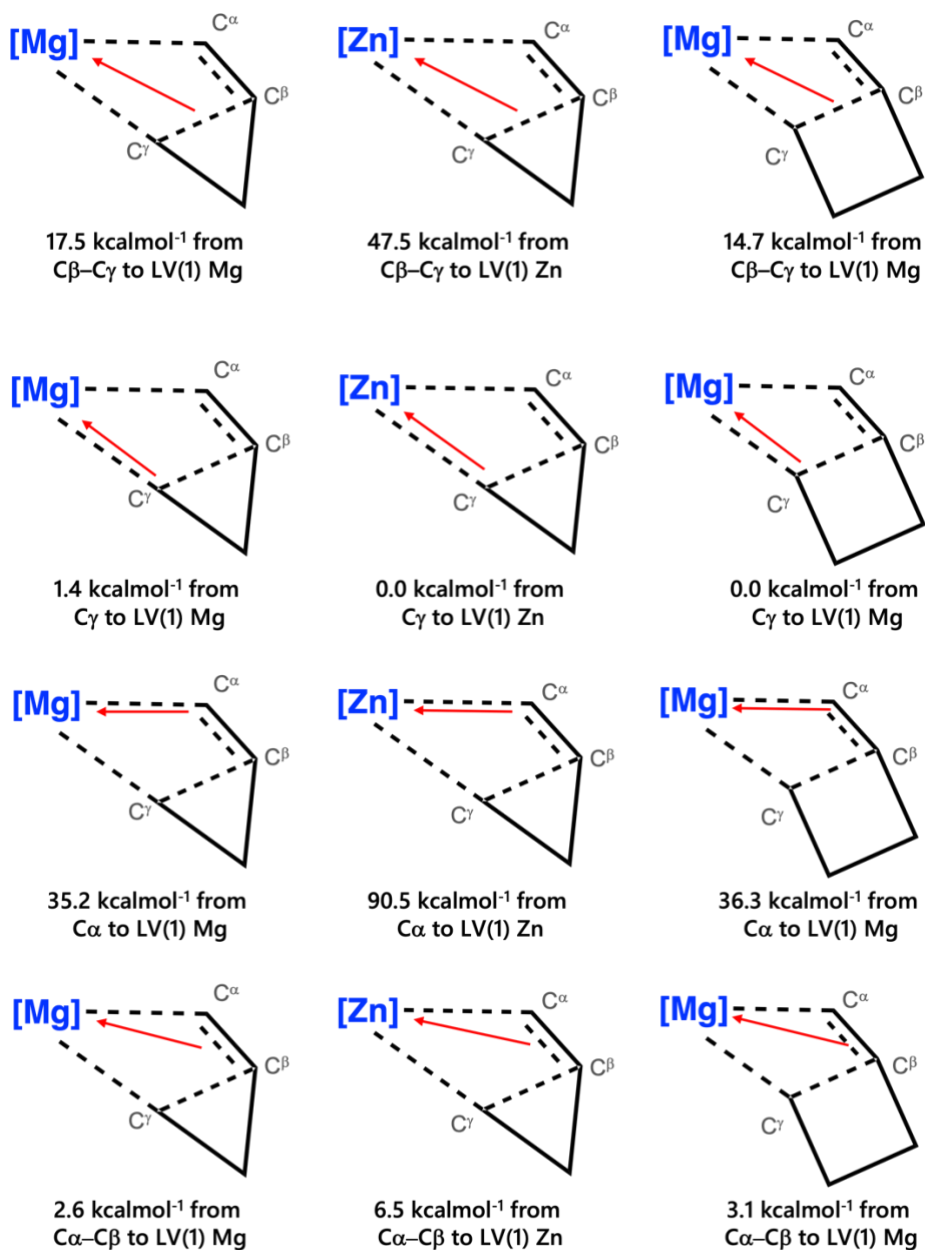 [Mg] Cα Cβ Cγ
[Zn] Cα Cβ Cγ
[Mg] Cα Cβ Cγ
17.5 kcalmol⁻¹ from
Cβ–Cγ to LV(1) Mg
47.5 kcalmol⁻¹ from
Cβ–Cγ to LV(1) Zn
14.7 kcalmol⁻¹ from
Cβ–Cγ to LV(1) Mg
[Mg] Cα Cβ Cγ
[Zn] Cα Cβ Cγ
[Mg] Cα Cβ Cγ
1.4 kcalmol⁻¹ from
Cγ to LV(1) Mg
0.0 kcalmol⁻¹ from
Cγ to LV(1) Zn
0.0 kcalmol⁻¹ from
Cγ to LV(1) Mg
[Mg] Cα Cβ Cγ
[Zn] Cα Cβ Cγ
[Mg] Cα Cβ Cγ
35.2 kcalmol⁻¹ from
Cα to LV(1) Mg
90.5 kcalmol⁻¹ from
Cα to LV(1) Zn
36.3 kcalmol⁻¹ from
Cα to LV(1) Mg
[Mg] Cα Cβ Cγ
[Zn] Cα Cβ Cγ
[Mg] Cα Cβ Cγ
2.6 kcalmol⁻¹ from
Cα–Cβ to LV(1) Mg
6.5 kcalmol⁻¹ from
Cα–Cβ to LV(1) Zn
3.1 kcalmol⁻¹ from
Cα–Cβ to LV(1) Mg